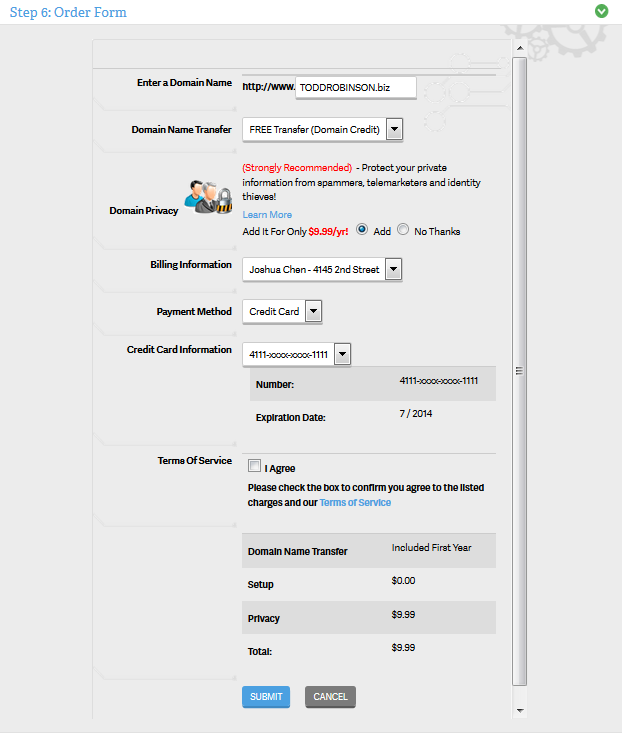 Step 6: Order Form
Enter a Domain Name
http://www. TODDROBINSON.biz
Domain Name Transfer
FREE Transfer (Domain Credit)
Domain Privacy
(Strongly Recommended) - Protect your private
information from spammers, telemarketers and identity
thieves!
Learn More
Add It For Only $9.99/yr! Add No Thanks
Billing Information
Joshua Chen - 4145 2nd Street
Payment Method
Credit Card
Credit Card Information
4111-xxxx-xxxx-1111
Number: 4111-xxxx-xxxx-1111
Expiration Date: 7 / 2014
Terms Of Service
I Agree
Please check the box to confirm you agree to the listed
charges and our Terms of Service
Domain Name Transfer Included First Year
Setup $0.00
Privacy $9.99
Total: $9.99
SUBMIT CANCEL